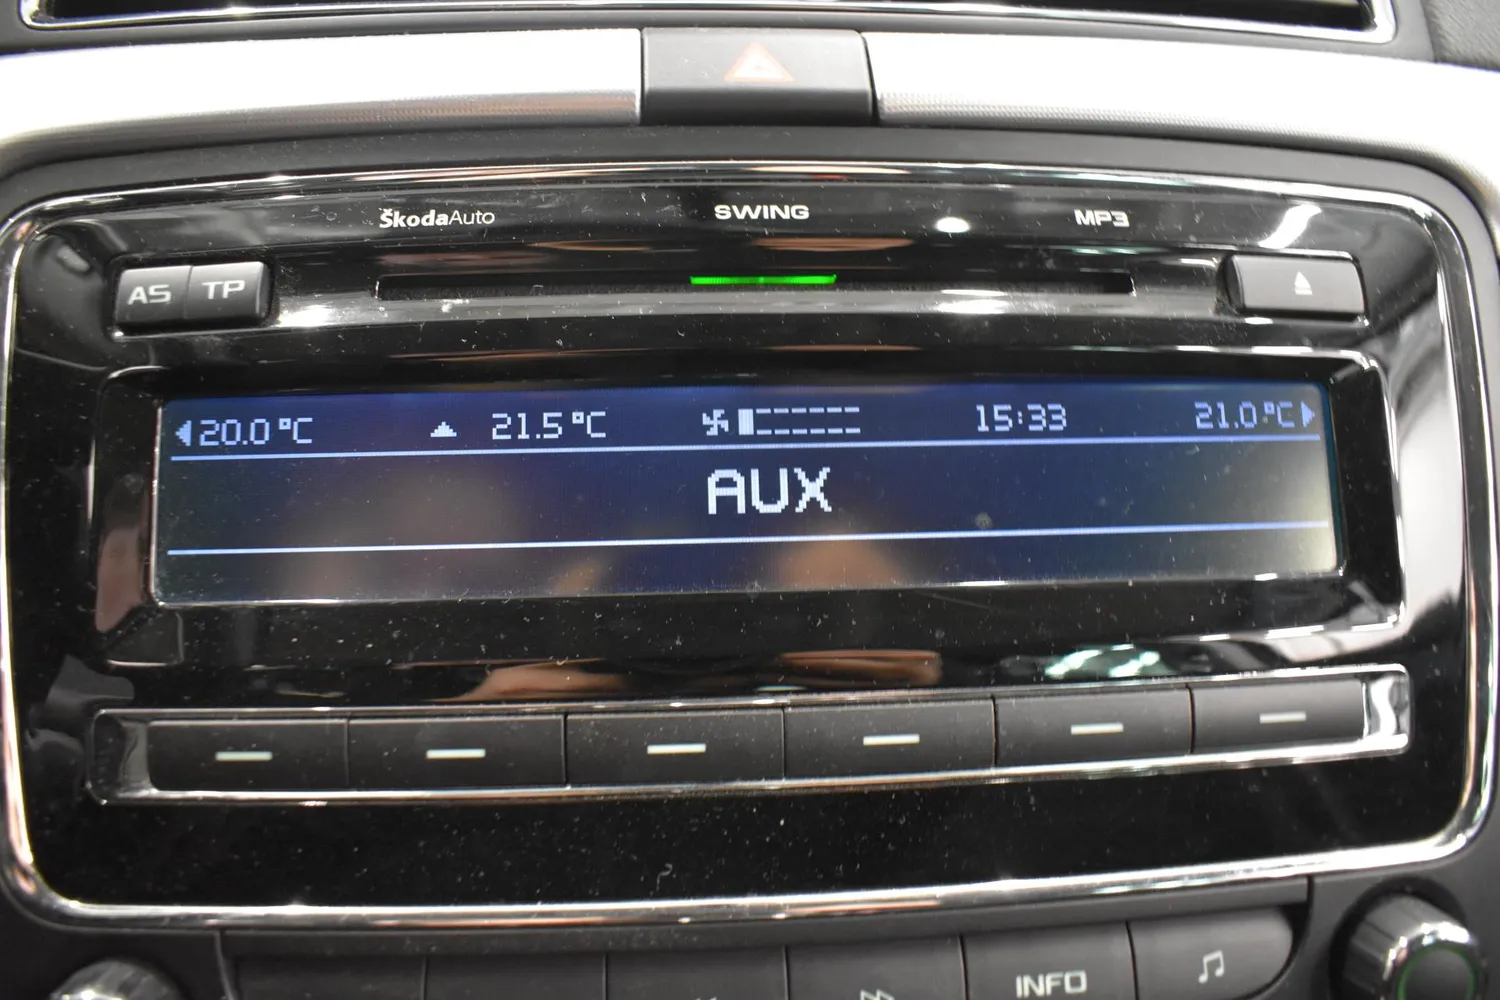 ŠkodaAuto SWING MP3
AS TP
20.0 °C 21.5 °C 15:33 21.0 °C
AUX
INFO